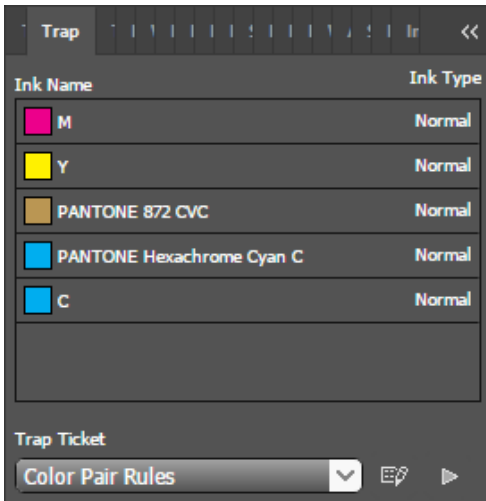 Trap
Ink Name Ink Type
M Normal
Y Normal
PANTONE 872 CVC Normal
PANTONE Hexachrome Cyan C Normal
C Normal
Trap Ticket
Color Pair Rules